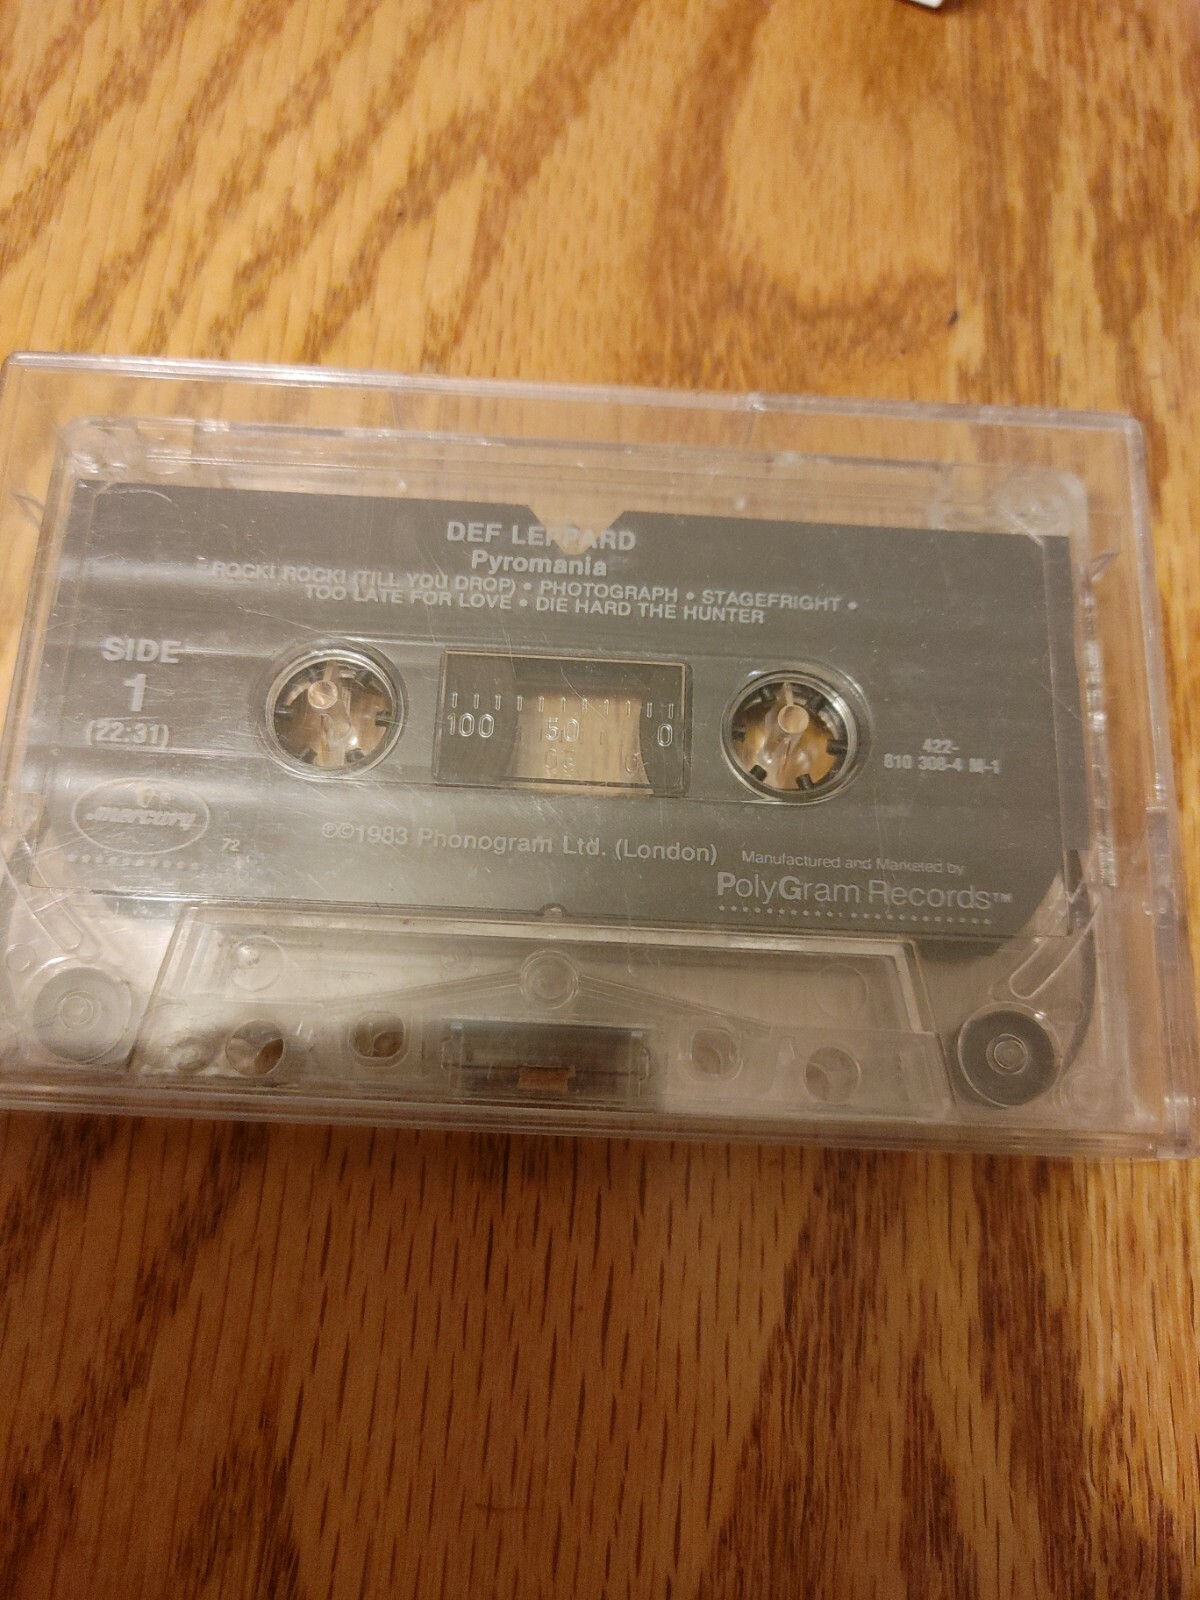 DEF LEPPARD
Pyromania
ROCK! ROCK! (TILL YOU DROP) • PHOTOGRAPH • STAGEFRIGHT •
TOO LATE FOR LOVE • DIE HARD THE HUNTER
SIDE
1
(22:31)
100 50 0
422-
810 308-4 M-1
mercury
72
℗©1983 Phonogram Ltd. (London)
Manufactured and Marketed by
PolyGram Records™